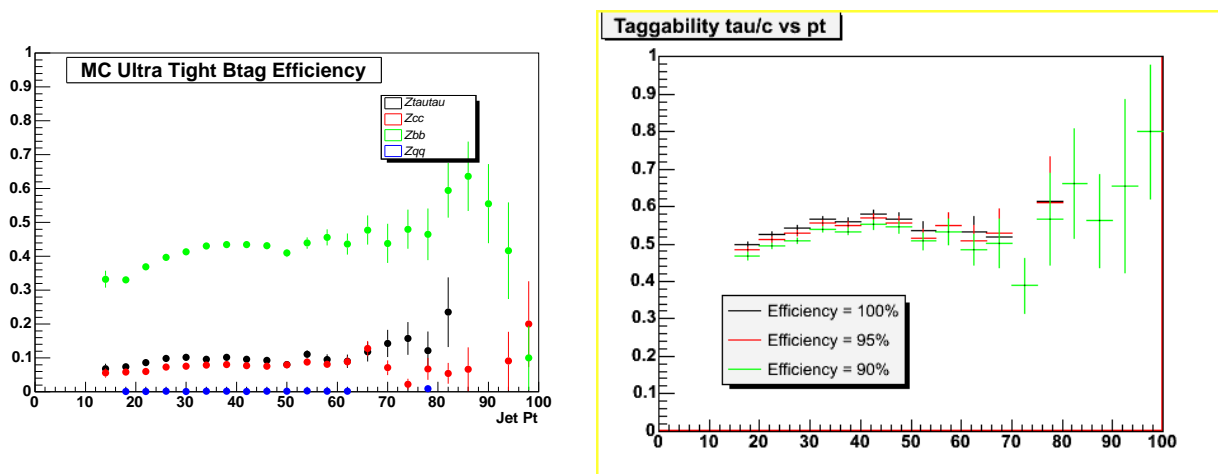 MC Ultra Tight Btag Efficiency
Ztautau
Zcc
Zbb
Zqq
1
0.9
0.8
0.7
0.6
0.5
0.4
0.3
0.2
0.1
0
0 10 20 30 40 50 60 70 80 90 100
Jet Pt
Taggability tau/c vs pt
1
0.9
0.8
0.7
0.6
0.5
0.4
0.3
0.2
0.1
0
Efficiency = 100%
Efficiency = 95%
Efficiency = 90%
0 10 20 30 40 50 60 70 80 90 100